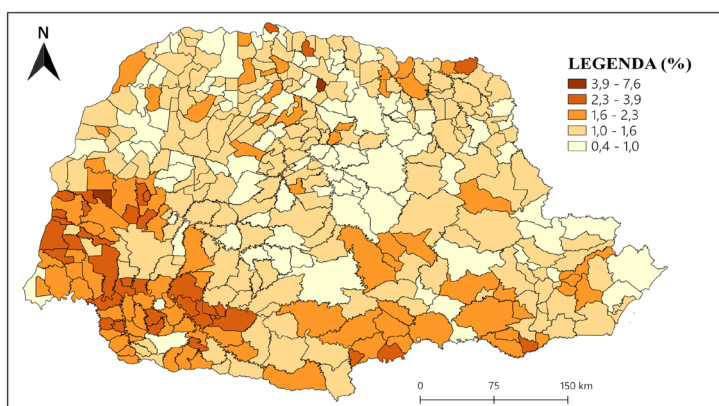 N
LEGENDA (%)
3,9 - 7,6
2,3 - 3,9
1,6 - 2,3
1,0 - 1,6
0,4 - 1,0
0 75 150 km